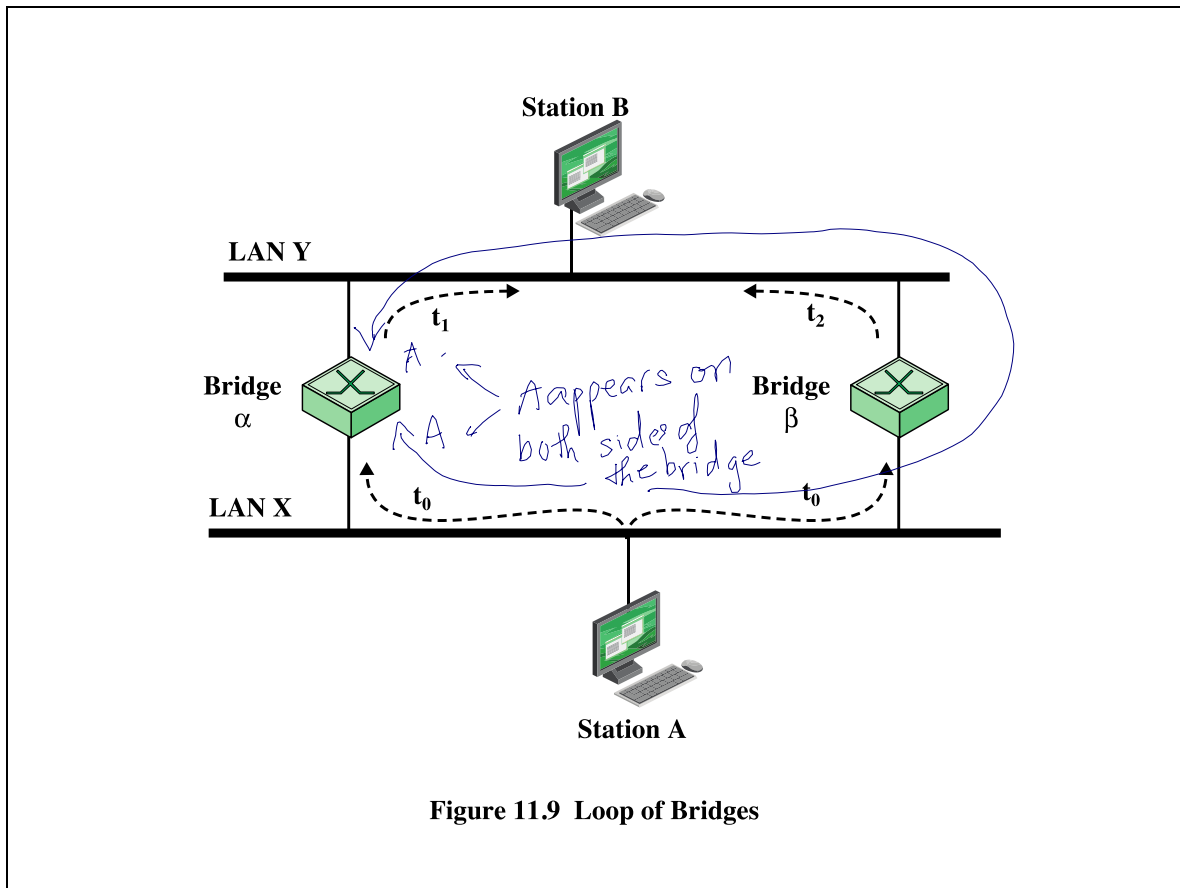 Station B
LAN Y
t1
t2
A
Bridge
α
A appears on
both sides of
the bridge
Bridge
β
A
t0
t0
LAN X
Station A
Figure 11.9 Loop of Bridges